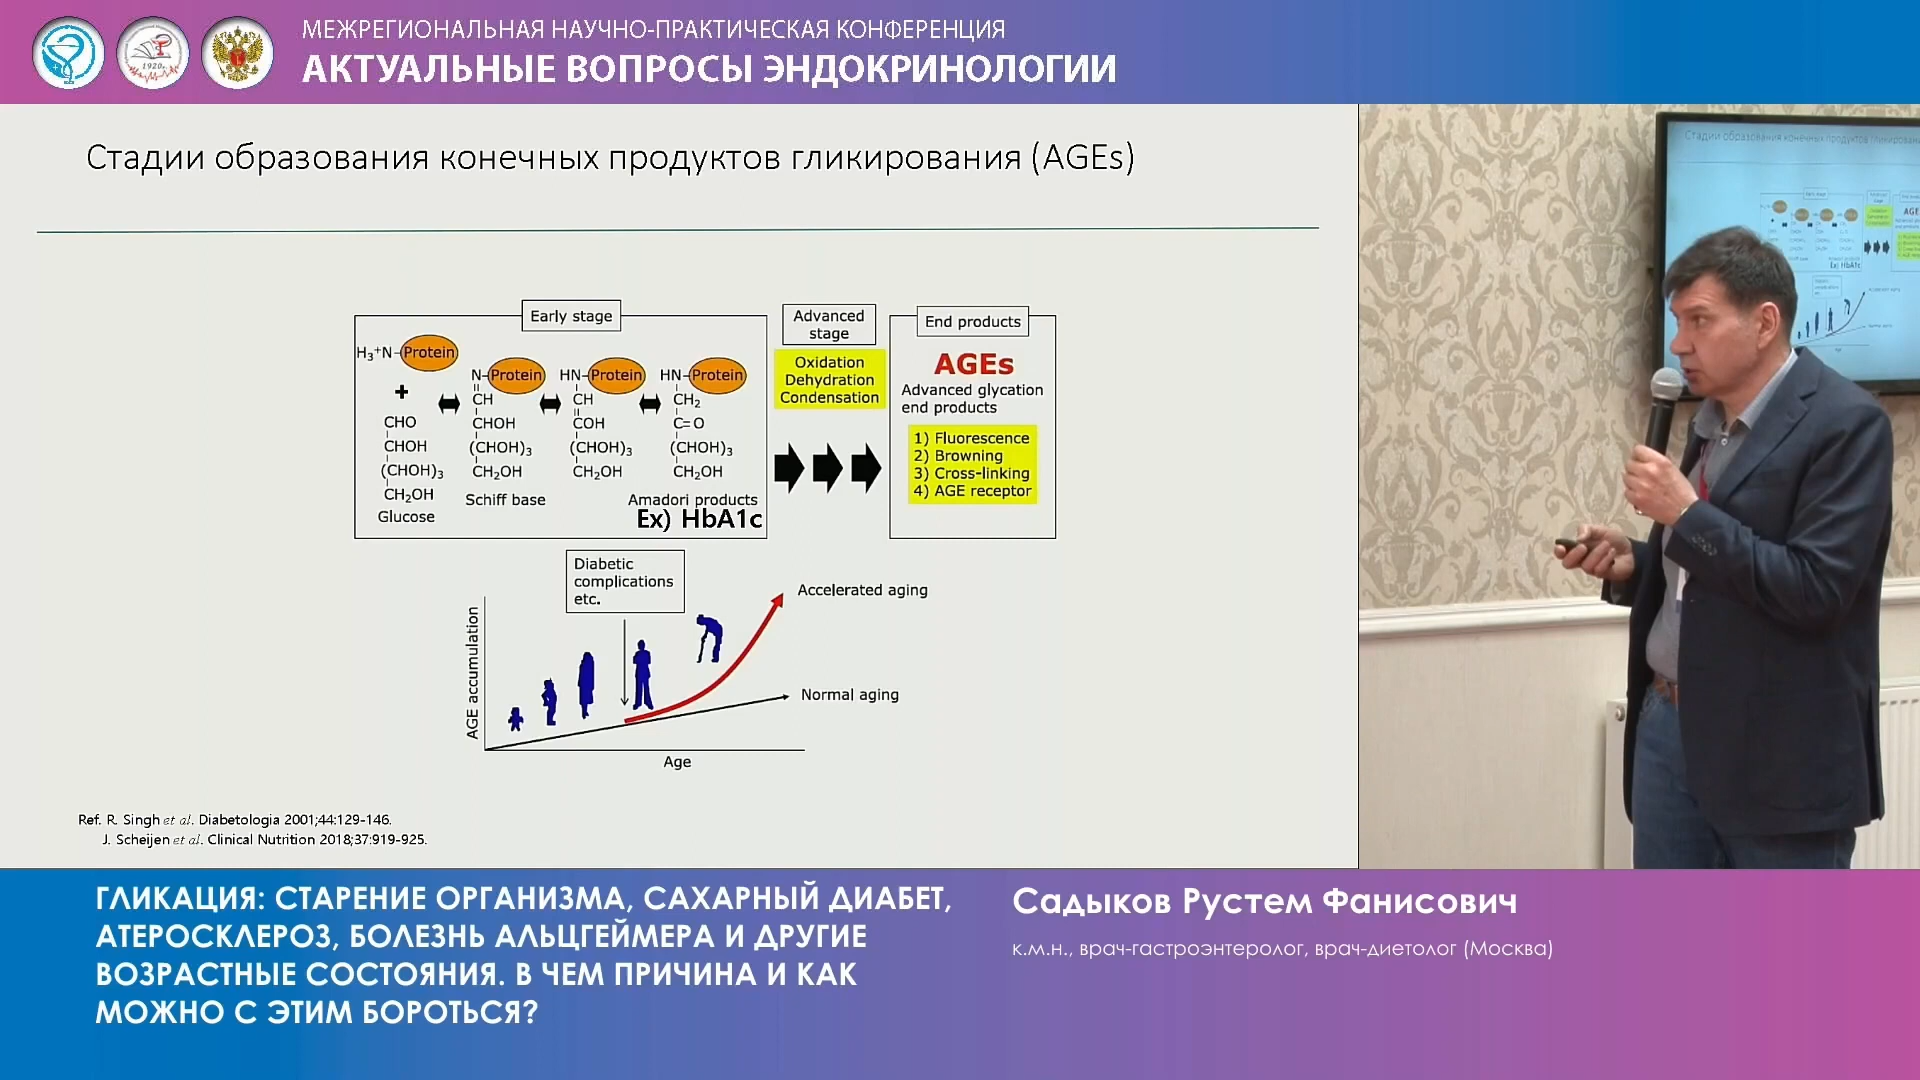 МЕЖРЕГИОНАЛЬНАЯ НАУЧНО-ПРАКТИЧЕСКАЯ КОНФЕРЕНЦИЯ
АКТУАЛЬНЫЕ ВОПРОСЫ ЭНДОКРИНОЛОГИИ
1920г.
Стадии образования конечных продуктов гликирования (AGEs)
Early stage
H₃⁺N-Protein
+
CHO
CHOH
(CHOH)₃
CH₂OH
Glucose
N-Protein
CH
CHOH
(CHOH)₃
CH₂OH
Schiff base
HN-Protein
CH
COH
(CHOH)₃
CH₂OH
HN-Protein
CH₂
C=O
(CHOH)₃
CH₂OH
Amadori products
Ex) HbA1c
Advanced
stage
Oxidation
Dehydration
Condensation
End products
AGEs
Advanced glycation
end products
1) Fluorescence
2) Browning
3) Cross-linking
4) AGE receptor
Diabetic
complications
etc.
AGE accumulation
Accelerated aging
Normal aging
Age
Ref. R. Singh et al. Diabetologia 2001;44:129-146.
J. Scheijen et al. Clinical Nutrition 2018;37:919-925.
ГЛИКАЦИЯ: СТАРЕНИЕ ОРГАНИЗМА, САХАРНЫЙ ДИАБЕТ,
АТЕРОСКЛЕРОЗ, БОЛЕЗНЬ АЛЬЦГЕЙМЕРА И ДРУГИЕ
ВОЗРАСТНЫЕ СОСТОЯНИЯ. В ЧЕМ ПРИЧИНА И КАК
МОЖНО С ЭТИМ БОРОТЬСЯ?
Садыков Рустем Фанисович
к.м.н., врач-гастроэнтеролог, врач-диетолог (Москва)